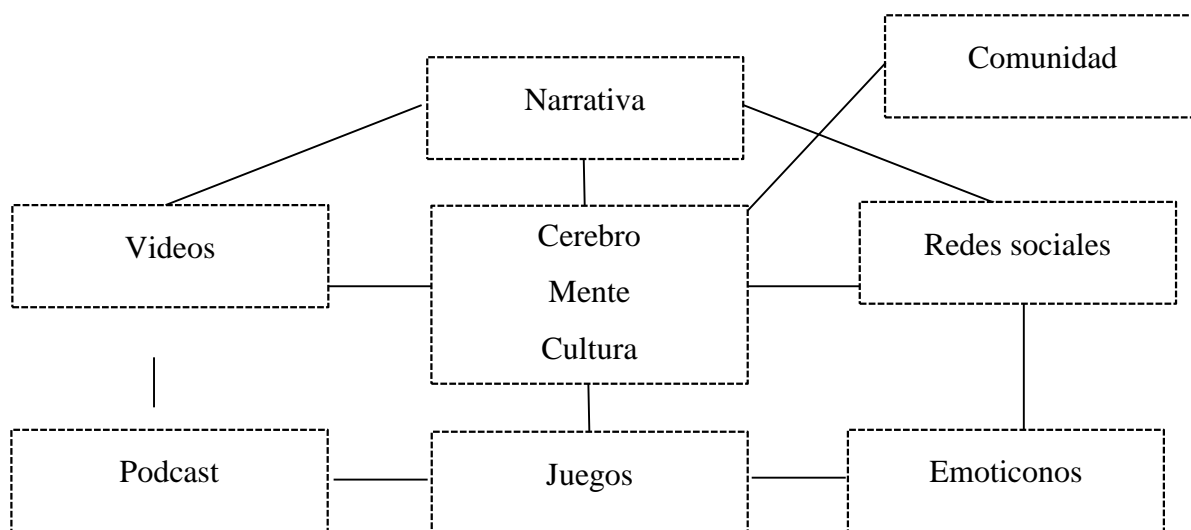 Comunidad
Narrativa
Videos
Cerebro
Mente
Cultura
Redes sociales
Podcast
Juegos
Emoticonos